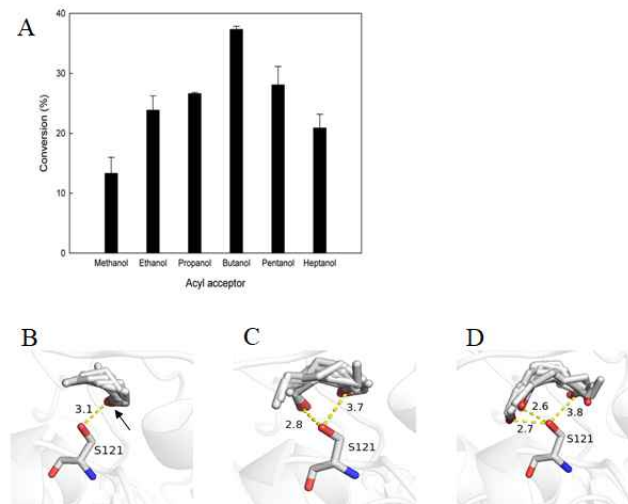 A
40
30
20
10
0
Conversion (%)
Methanol Ethanol Propanol Butanol Pentanol Heptanol
Acyl acceptor
B
3.1
S121
C
3.7
2.8
S121
D
2.6
3.8
2.7
S121